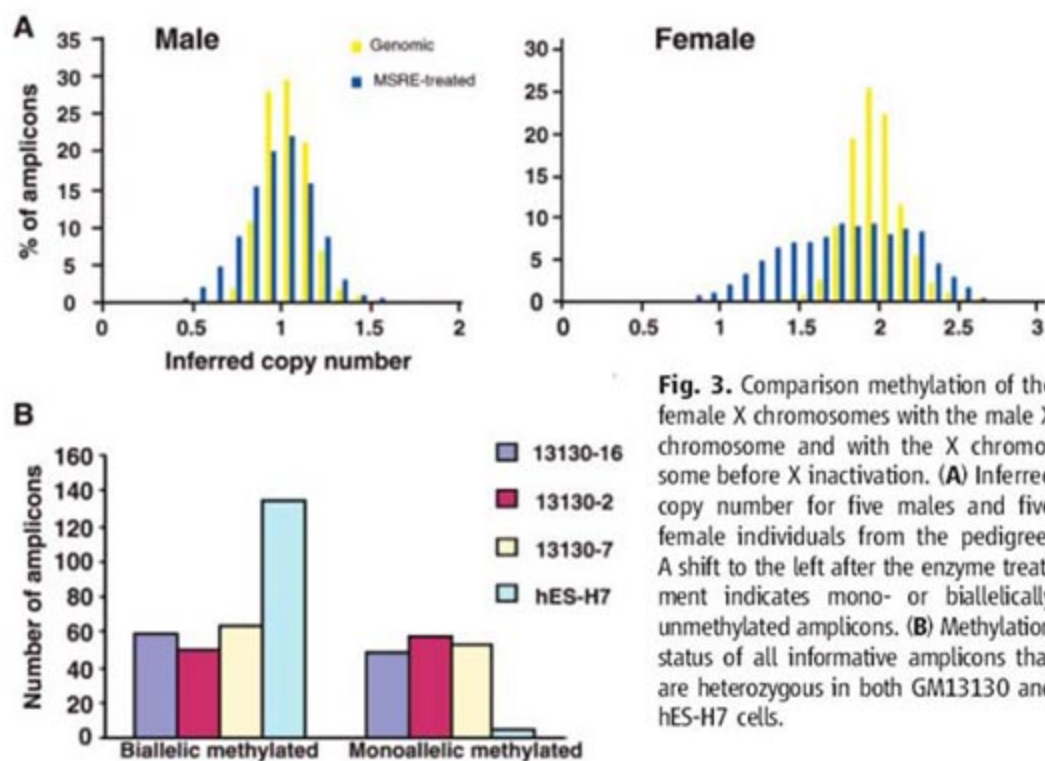 A
Male
Genomic
MSRE-treated
35
30
25
20
15
10
5
0
% of amplicons
0
0.5
1
1.5
2
Inferred copy number
Female
30
25
20
15
10
5
0
0
0.5
1
1.5
2
2.5
3
B
160
140
120
100
80
60
40
20
0
Number of amplicons
13130-16
13130-2
13130-7
hES-H7
Biallelic methylated
Monoallelic methylated
Fig. 3. Comparison methylation of the
female X chromosomes with the male X
chromosome and with the X chromo
some before X inactivation. (A) Inferred
copy number for five males and five
female individuals from the pedigree
A shift to the left after the enzyme treat
ment indicates mono- or biallelically
unmethylated amplicons. (B) Methylation
status of all informative amplicons tha
are heterozygous in both GM13130 and
hES-H7 cells.